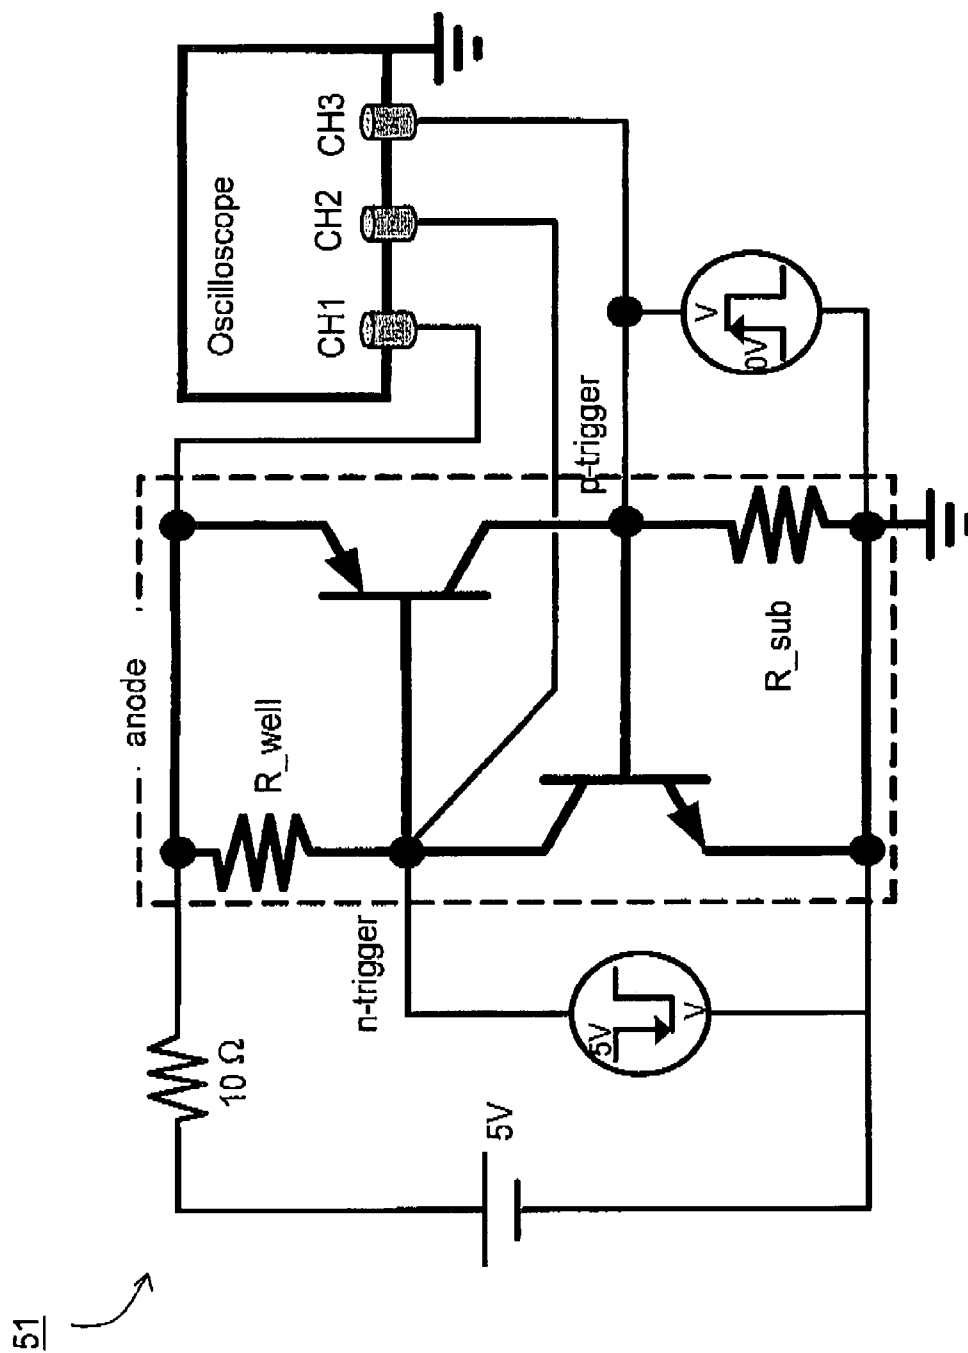 51
10 Ω
5V
anode
R_well
n-trigger
5V
V
R_sub
p-trigger
V
0V
Oscilloscope
CH1
CH2
CH3